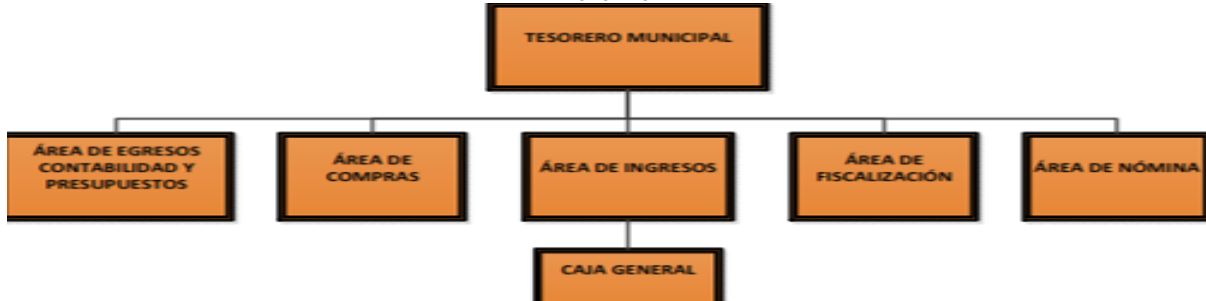 TESORERO MUNICIPAL
ÁREA DE EGRESOS
CONTABILIDAD Y
PRESUPUESTOS
ÁREA DE
COMPRAS
ÁREA DE INGRESOS
ÁREA DE
FISCALIZACIÓN
ÁREA DE NÓMINA
CAJA GENERAL